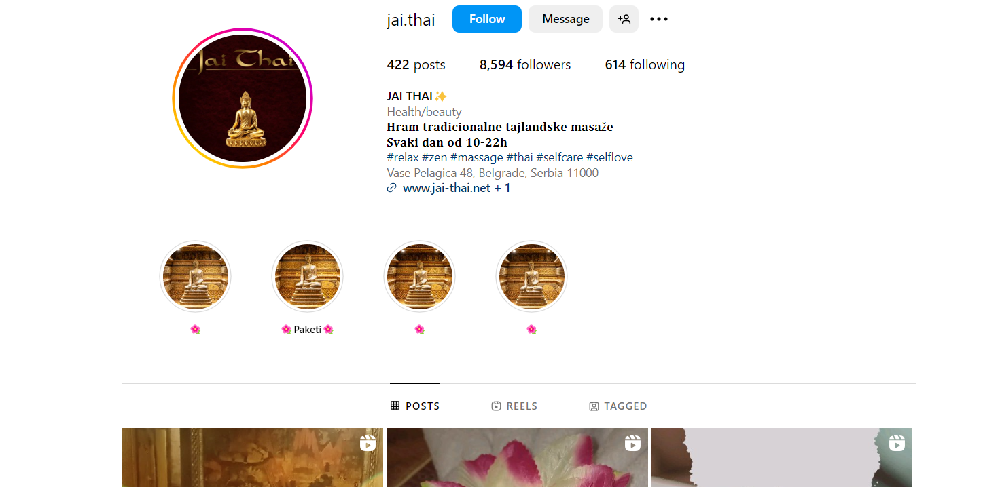 jai.thai Follow Message
Jai Thai
422 posts 8,594 followers 614 following
JAI THAI✨
Health/beauty
Hram tradicionalne tajlandske masaže
Svaki dan od 10-22h
#relax #zen #massage #thai #selfcare #selflove
Vase Pelagica 48, Belgrade, Serbia 11000
www.jai-thai.net + 1
🌺 🌺 Paketi 🌺 🌺 🌺
POSTS REELS TAGGED